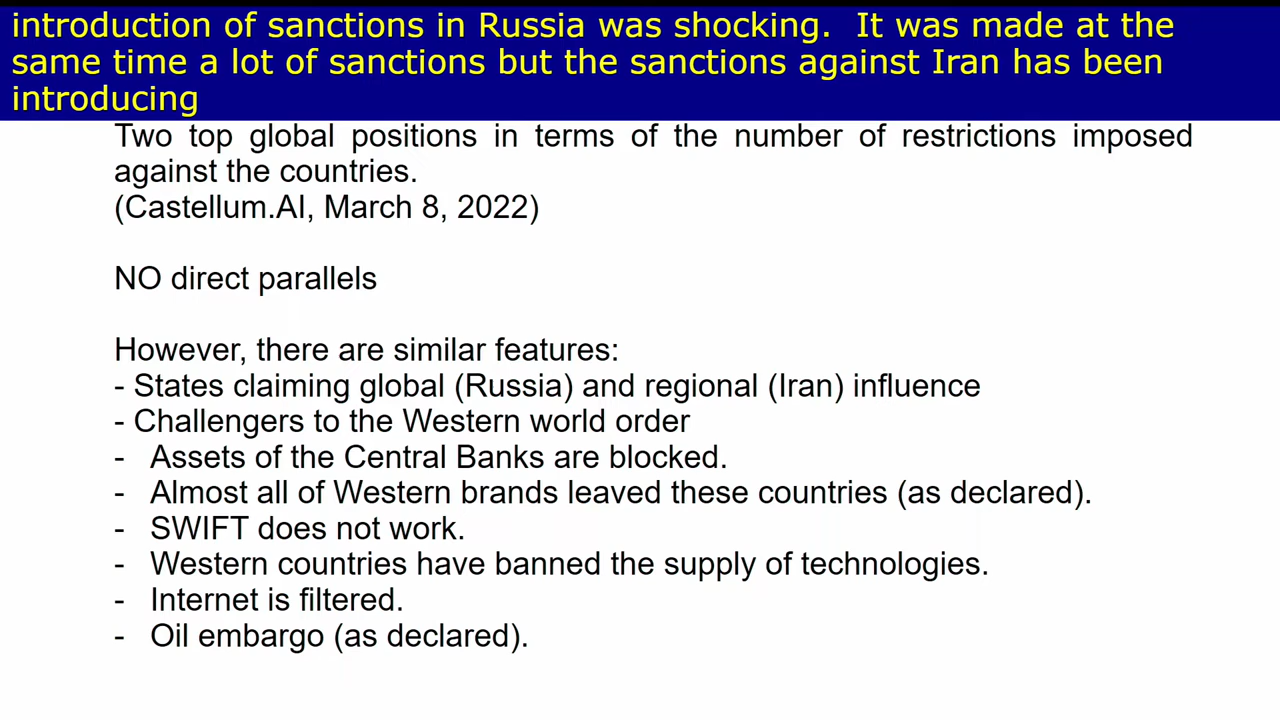 introduction of sanctions in Russia was shocking.  It was made at the
same time a lot of sanctions but the sanctions against Iran has been
introducing
Two top global positions in terms of the number of restrictions imposed
against the countries.
(Castellum.AI, March 8, 2022)
NO direct parallels
However, there are similar features:
- States claiming global (Russia) and regional (Iran) influence
- Challengers to the Western world order
- Assets of the Central Banks are blocked.
- Almost all of Western brands leaved these countries (as declared).
- SWIFT does not work.
- Western countries have banned the supply of technologies.
- Internet is filtered.
- Oil embargo (as declared).